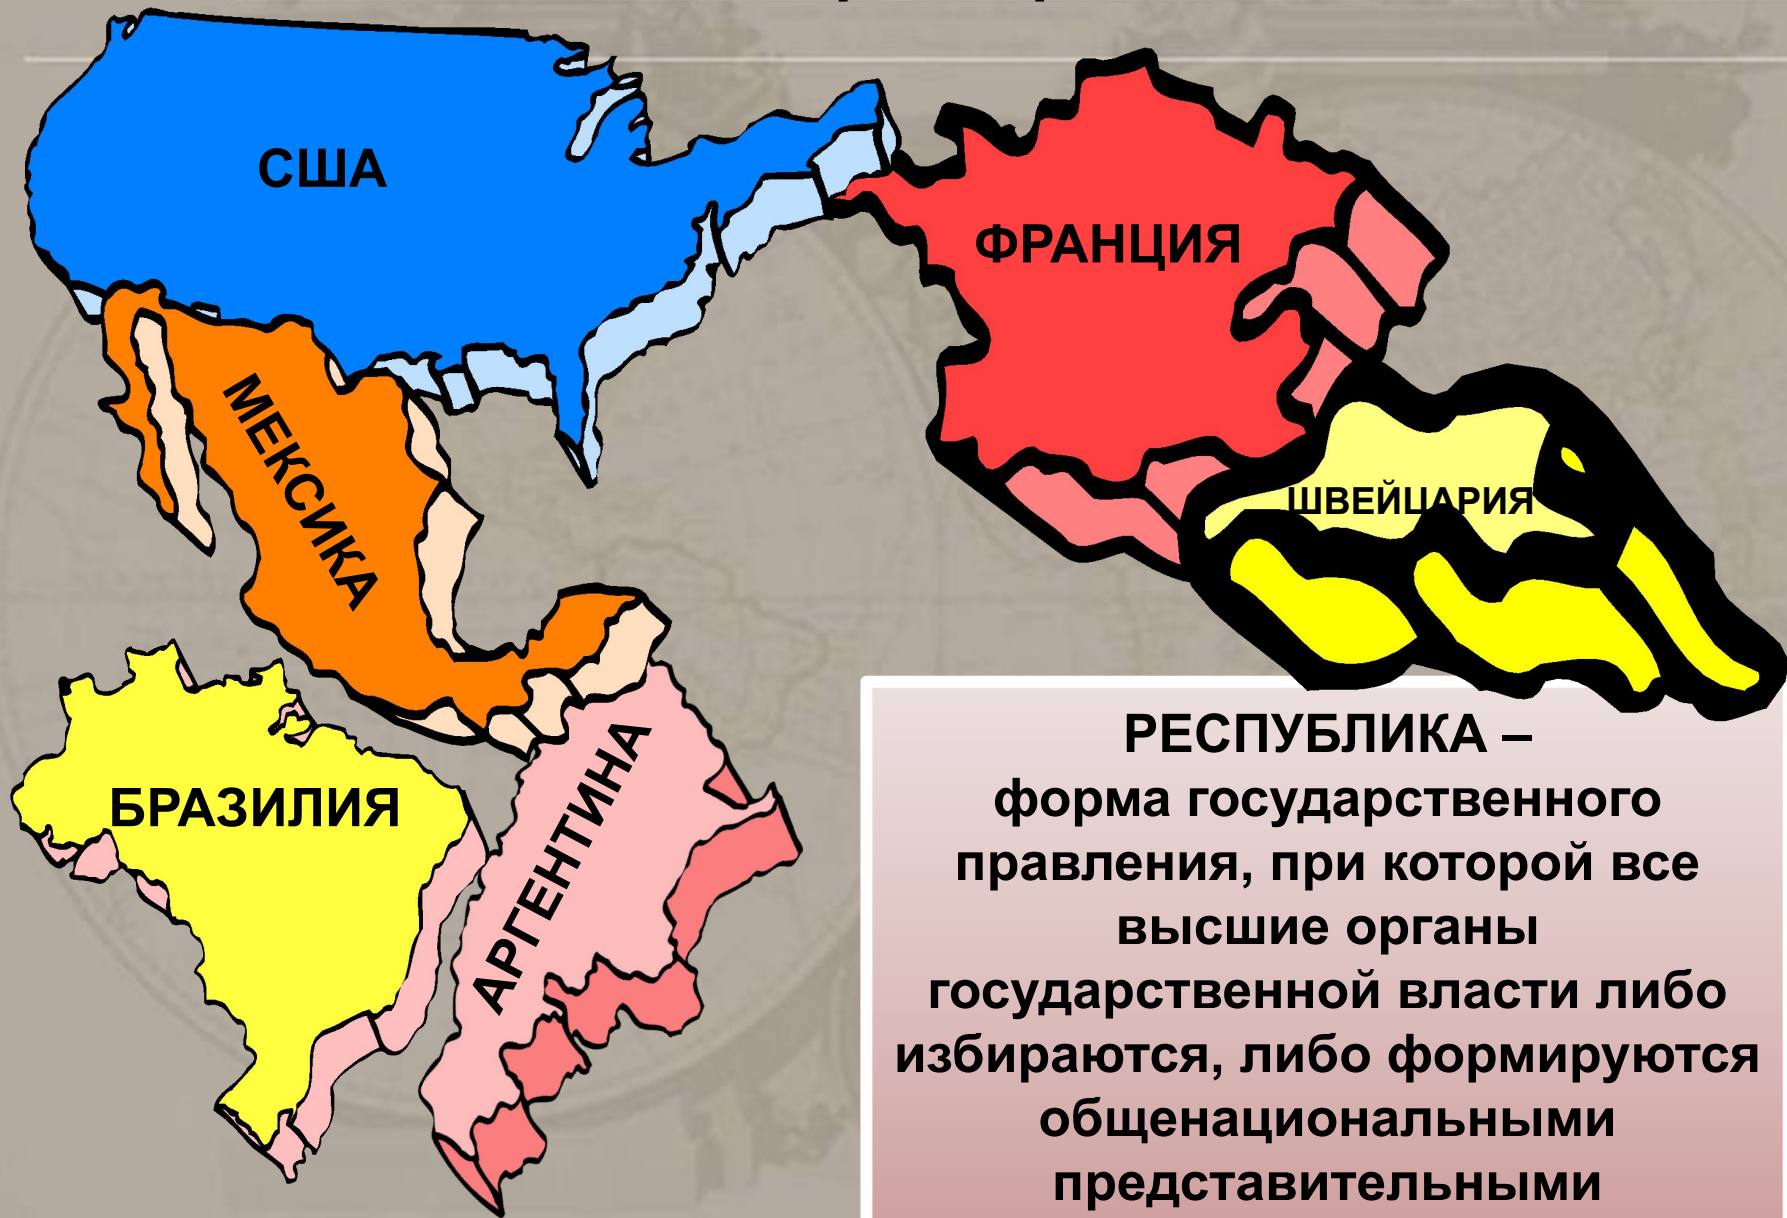 США
ФРАНЦИЯ
МЕКСИКА
ШВЕЙЦАРИЯ
БРАЗИЛИЯ
АРГЕНТИНА
РЕСПУБЛИКА –
форма государственного
правления, при которой все
высшие органы
государственной власти либо
избираются, либо формируются
общенациональными
представительными